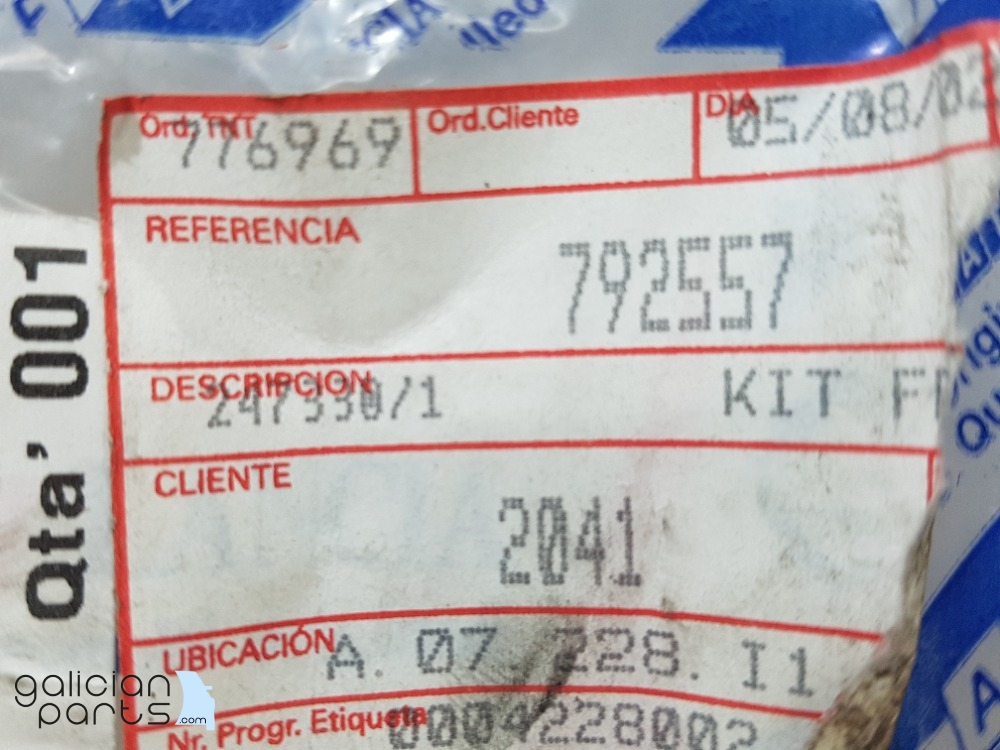 Ord. TNT Ord.Cliente DIA
776969 05/08/02
REFERENCIA
792557
DESCRIPCION
247330/1 KIT
CLIENTE
2041
UBICACIÓN A. 07 228. I1
Nr. Progr. Etiqueta 0004228002
Qta' 001
galician
parts.com